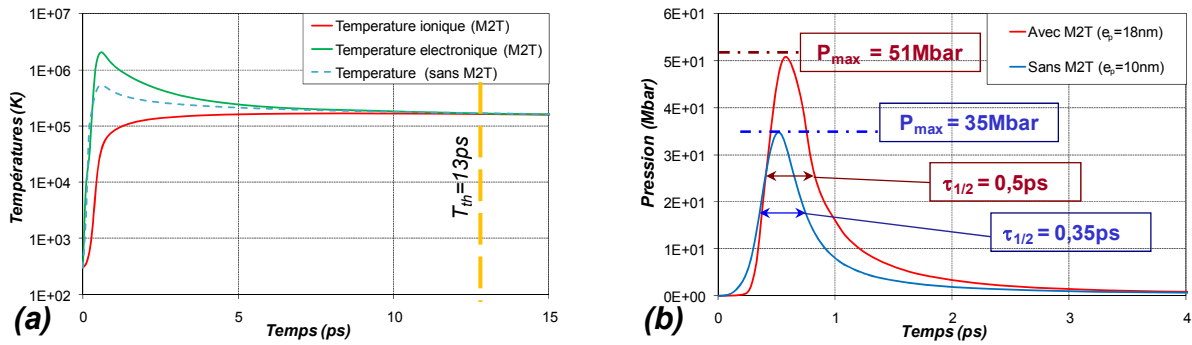 1E+07
1E+06
1E+05
1E+04
1E+03
1E+02
Températures (K)
Temperature ionique (M2T)
Temperature electronique (M2T)
Temperature (sans M2T)
T_th=13ps
0
5
10
15
Temps (ps)
(a)
6E+01
5E+01
4E+01
3E+01
2E+01
1E+01
0E+00
Pression (Mbar)
P_max = 51Mbar
Avec M2T (e_p=18nm)
Sans M2T (e_p=10nm)
P_max = 35Mbar
τ_1/2 = 0,5ps
τ_1/2 = 0,35ps
0
1
2
3
4
Temps (ps)
(b)